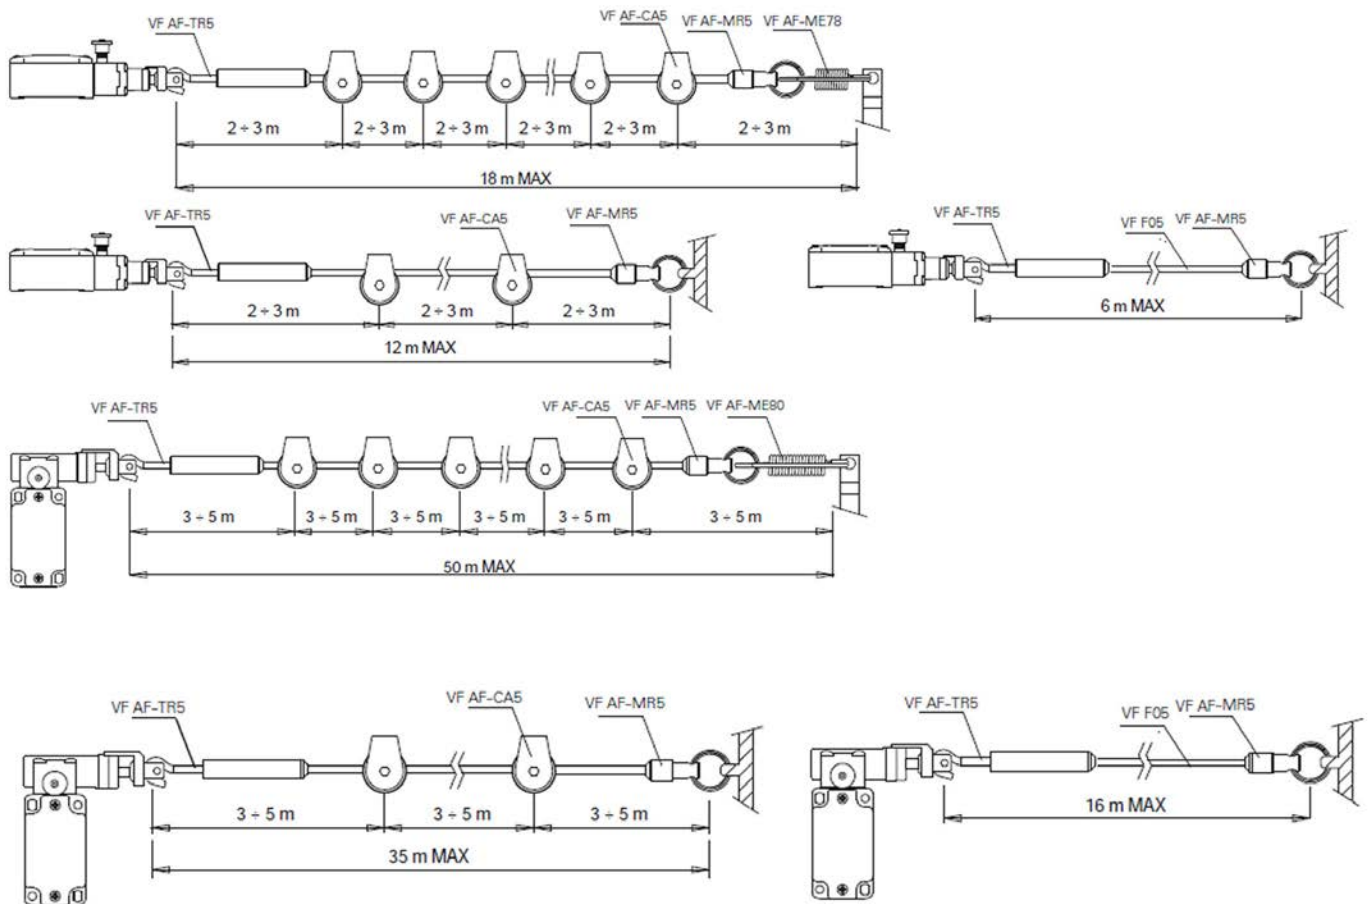 VF AF-TR5
VF AF-CA5
VF AF-MR5
VF AF-ME78
2 ÷ 3 m
2 ÷ 3 m
2 ÷ 3 m
2 ÷ 3 m
2 ÷ 3 m
2 ÷ 3 m
18 m MAX
VF AF-TR5
VF AF-CA5
VF AF-MR5
2 ÷ 3 m
2 ÷ 3 m
2 ÷ 3 m
12 m MAX
VF AF-TR5
VF F05
VF AF-MR5
6 m MAX
VF AF-TR5
VF AF-CA5
VF AF-MR5
VF AF-ME80
3 ÷ 5 m
3 ÷ 5 m
3 ÷ 5 m
3 ÷ 5 m
3 ÷ 5 m
3 ÷ 5 m
50 m MAX
VF AF-TR5
VF AF-CA5
VF AF-MR5
3 ÷ 5 m
3 ÷ 5 m
3 ÷ 5 m
35 m MAX
VF AF-TR5
VF F05
VF AF-MR5
16 m MAX